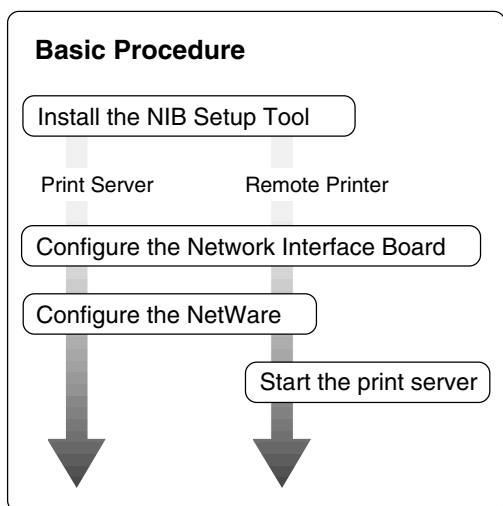 Basic Procedure
Install the NIB Setup Tool
Print Server
Remote Printer
Configure the Network Interface Board
Configure the NetWare
Start the print server